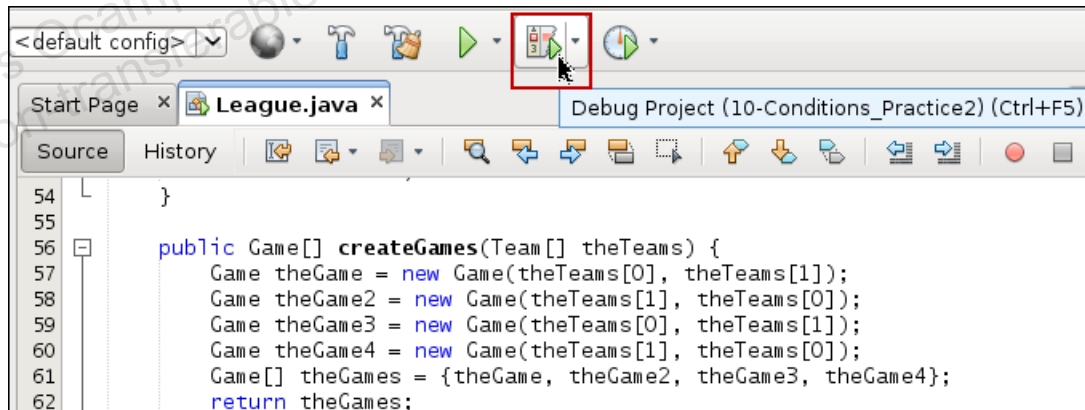 s Ocamp
on-transferable
<default config>
Start Page × League.java ×
Debug Project (10-Conditions_Practice2) (Ctrl+F5)
Source History
54 }
55
56 public Game[] createGames(Team[] theTeams) {
57 Game theGame = new Game(theTeams[0], theTeams[1]);
58 Game theGame2 = new Game(theTeams[1], theTeams[0]);
59 Game theGame3 = new Game(theTeams[0], theTeams[1]);
60 Game theGame4 = new Game(theTeams[1], theTeams[0]);
61 Game[] theGames = {theGame, theGame2, theGame3, theGame4};
62 return theGames;